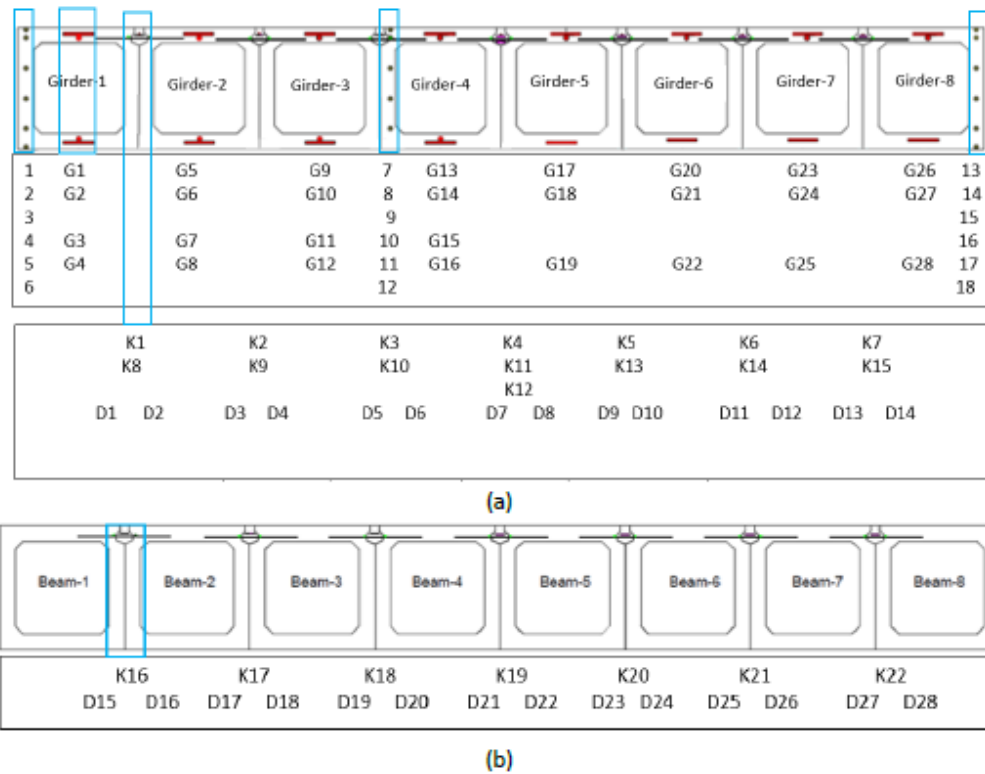 Girder-1 Girder-2 Girder-3 Girder-4 Girder-5 Girder-6 Girder-7 Girder-8
1 G1 G5 G9 7 G13 G17 G20 G23 G26 13
2 G2 G6 G10 8 G14 G18 G21 G24 G27 14
3 9 15
4 G3 G7 G11 10 G15 16
5 G4 G8 G12 11 G16 G19 G22 G25 G28 17
6 12 18
K1 K2 K3 K4 K5 K6 K7
K8 K9 K10 K11 K13 K14 K15
K12
D1 D2 D3 D4 D5 D6 D7 D8 D9 D10 D11 D12 D13 D14
(a)
Beam-1 Beam-2 Beam-3 Beam-4 Beam-5 Beam-6 Beam-7 Beam-8
K16 K17 K18 K19 K20 K21 K22
D15 D16 D17 D18 D19 D20 D21 D22 D23 D24 D25 D26 D27 D28
(b)